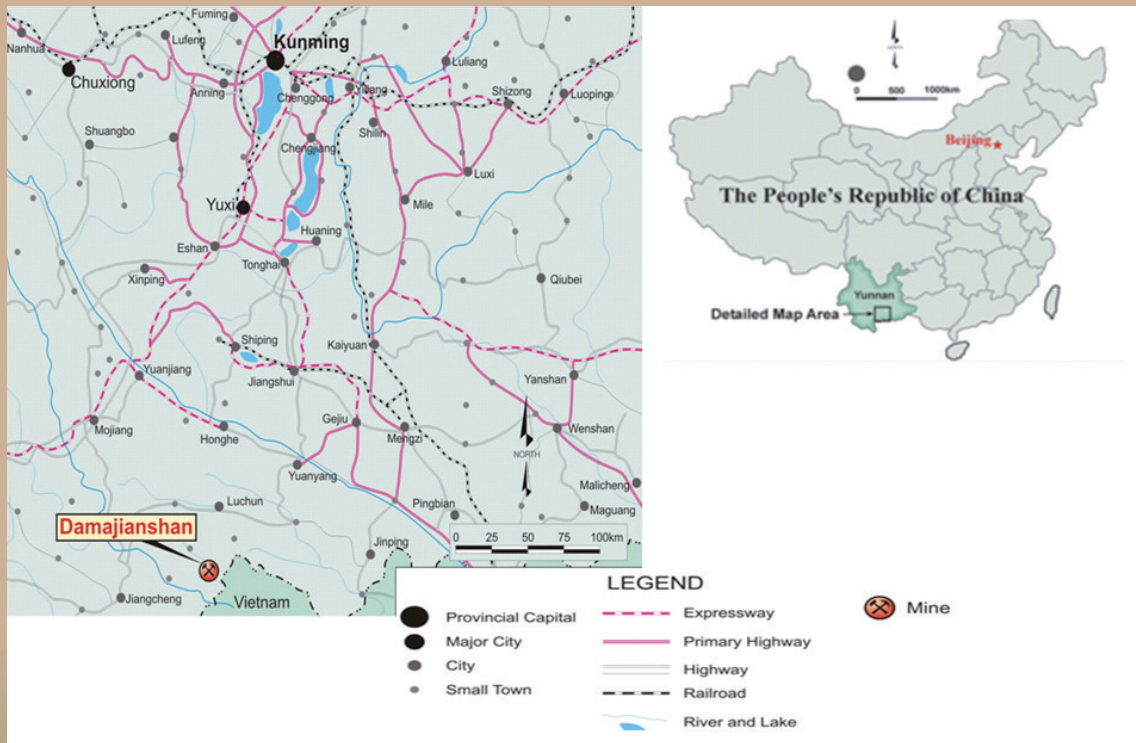 Fuming
Lufeng
Nanhua
Kunming
Chuxiong
Anning
Chenggong
Yiliang
Luliang
Shizong
Luoping
Shuangbo
Shilin
Chengjiang
Luxi
Yuxi
Mile
Huaning
Eshan
Tonghai
Xinping
Qiubei
Shiping
Kaiyuan
Jiangshui
Yuanjiang
Yanshan
Mojiang
Honghe
Gejiu
Mengzi
Wenshan
NORTH
Yuanyang
Malicheng
Luchun
Pingbian
Maguang
Damajianshan
0 25 50 75 100km
Jinping
Jiangcheng
Vietnam
NORTH
0 500 1000km
Beijing
The People's Republic of China
Yunnan
Detailed Map Area
LEGEND
Provincial Capital
Major City
City
Small Town
Expressway
Primary Highway
Highway
Railroad
River and Lake
Mine